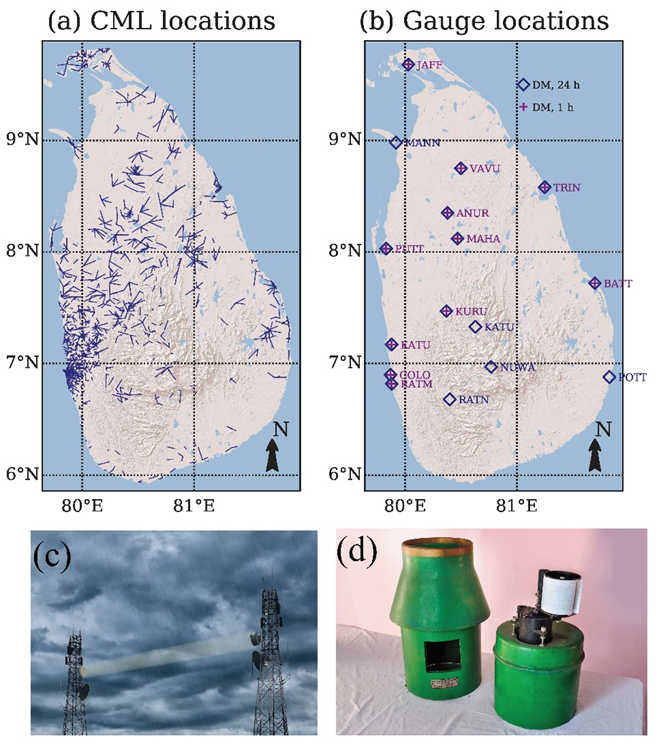 (a) CML locations
(b) Gauge locations
9°N
8°N
7°N
6°N
80°E
81°E
N
JAFF
DM, 24 h
DM, 1 h
MANN
VAVU
TRIN
ANUR
MAHA
PUTT
BATT
KURU
KATU
KATU
NUWA
COLO
RATM
POTT
RATN
N
9°N
8°N
7°N
6°N
80°E
81°E
(c)
(d)